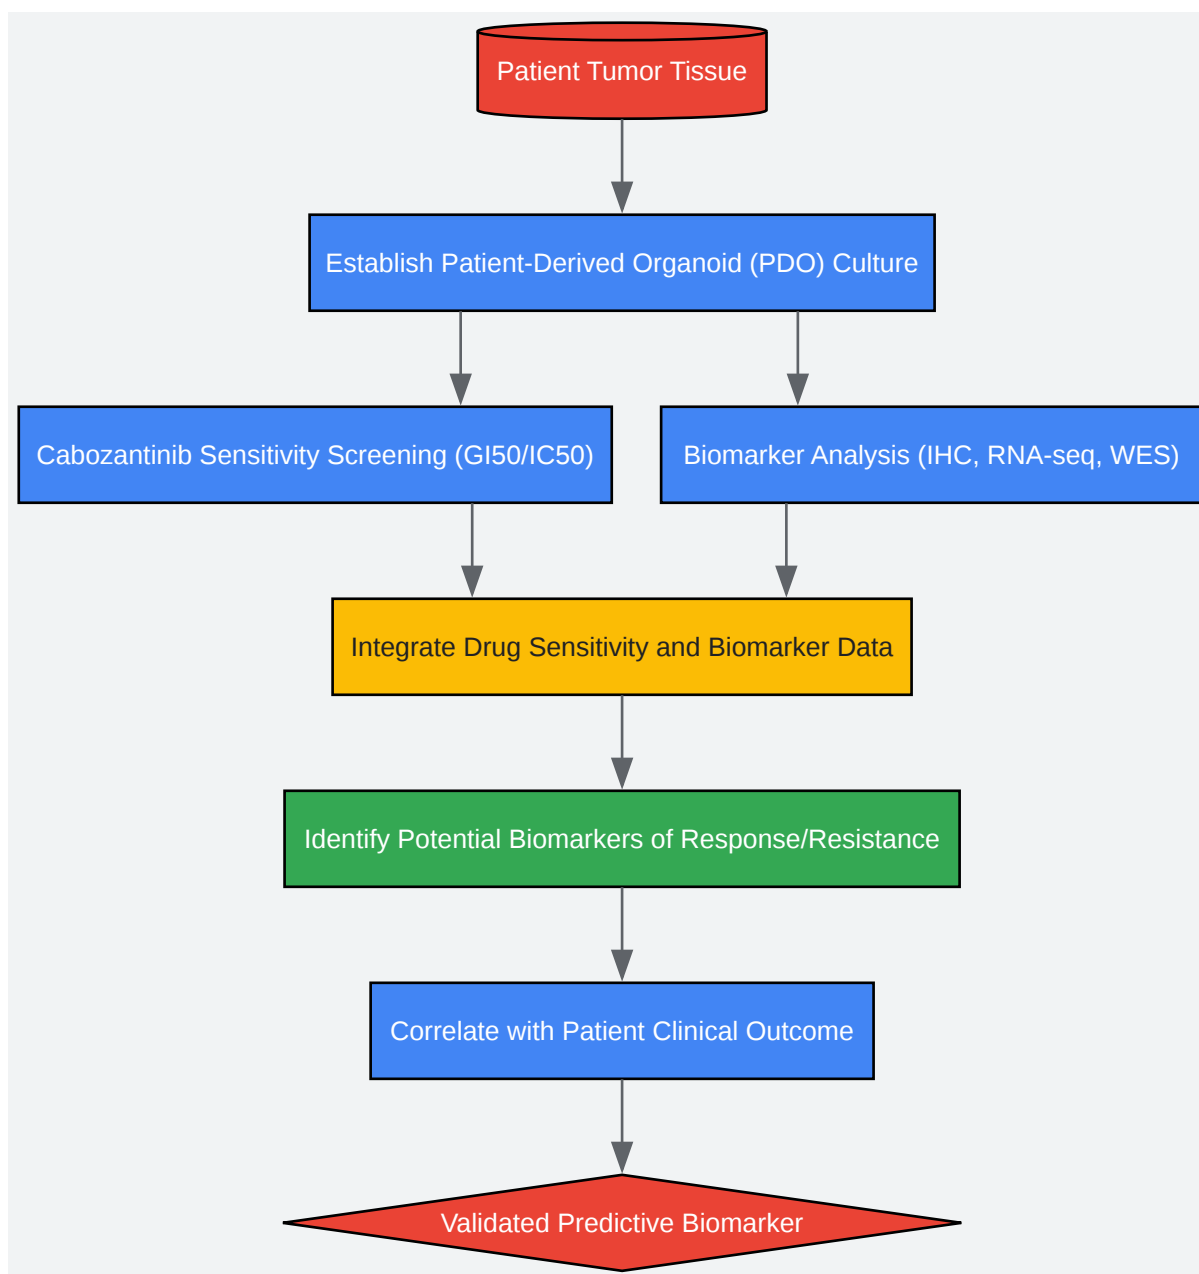 Patient Tumor Tissue
Establish Patient-Derived Organoid (PDO) Culture
Cabozantinib Sensitivity Screening (GI50/IC50)
Biomarker Analysis (IHC, RNA-seq, WES)
Integrate Drug Sensitivity and Biomarker Data
Identify Potential Biomarkers of Response/Resistance
Correlate with Patient Clinical Outcome
Validated Predictive Biomarker